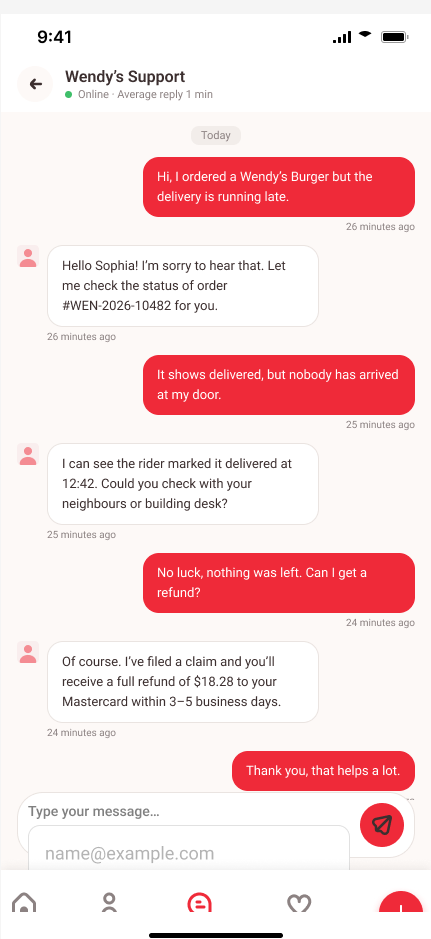 9:41
Wendy's Support
Online · Average reply 1 min
Today
Hi, I ordered a Wendy's Burger but the
delivery is running late.
26 minutes ago
Hello Sophia! I'm sorry to hear that. Let
me check the status of order
#WEN-2026-10482 for you.
26 minutes ago
It shows delivered, but nobody has arrived
at my door.
25 minutes ago
I can see the rider marked it delivered at
12:42. Could you check with your
neighbours or building desk?
25 minutes ago
No luck, nothing was left. Can I get a
refund?
24 minutes ago
Of course. I've filed a claim and you'll
receive a full refund of $18.28 to your
Mastercard within 3–5 business days.
24 minutes ago
Thank you, that helps a lot.
Type your message…
name@example.com